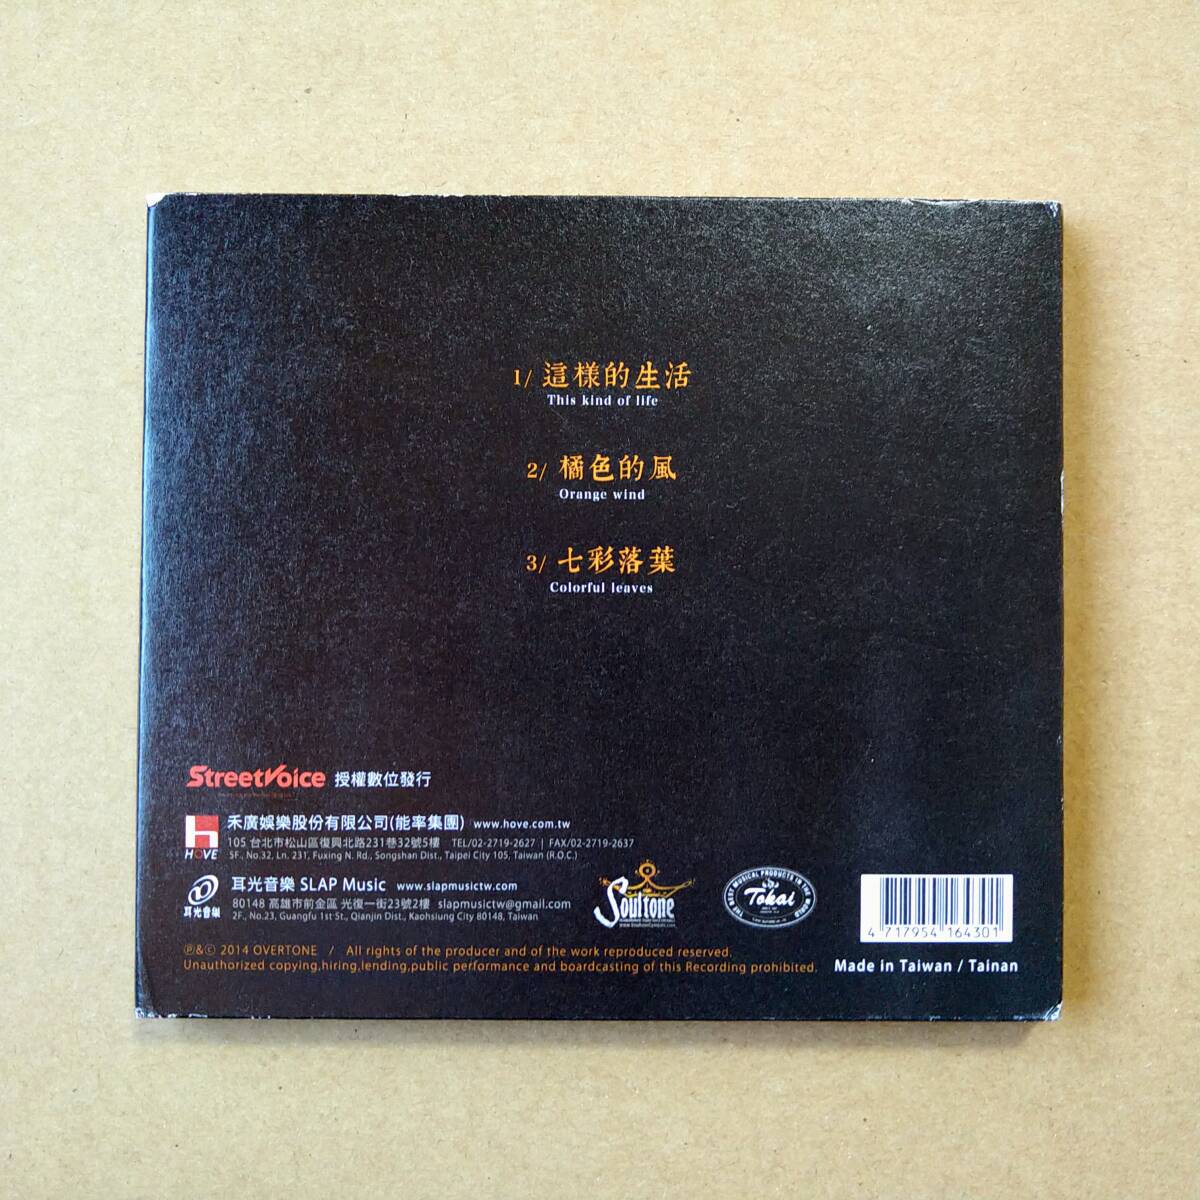 1/ 這樣的生活
This kind of life
2/ 橘色的風
Orange wind
3/ 七彩落葉
Colorful leaves
StreetVoice 授權數位發行
HOVE
禾廣娛樂股份有限公司(能率集團) www.hove.com.tw
105 台北市松山區復興北路231巷32號5樓 TEL/02-2719-2627 | FAX/02-2719-2637
5F., No.32, Ln. 231, Fuxing N. Rd., Songshan Dist., Taipei City 105, Taiwan (R.O.C.)
耳光音樂
耳光音樂 SLAP Music www.slapmusictw.com
80148 高雄市前金區 光復一街23號2樓 slapmusictw@gmail.com
2F., No.23, Guangfu 1st St., Qianjin Dist., Kaohsiung City 80148, Taiwan
Soultone
THE BEST MUSICAL PRODUCTS IN THE WORLD
Tokai
4 717954 164301
℗&© 2014 OVERTONE / All rights of the producer and of the work reproduced reserved.
Unauthorized copying,hiring,lending,public performance and boardcasting of this Recording prohibited.
Made in Taiwan / Tainan